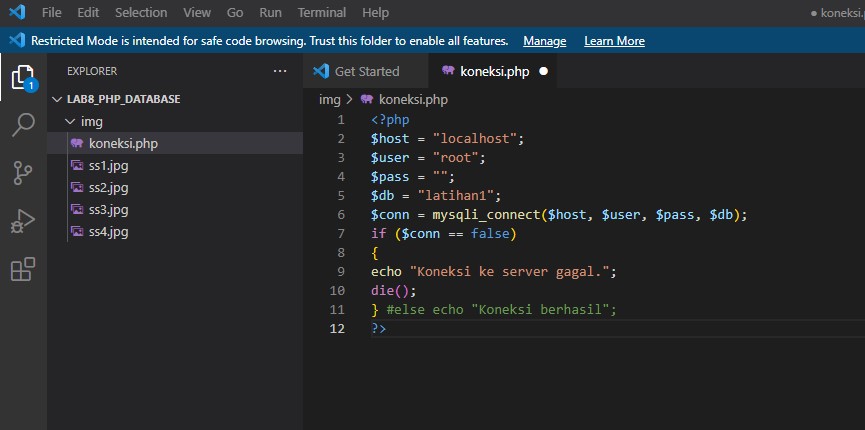 File Edit Selection View Go Run Terminal Help
● koneksi.p
Restricted Mode is intended for safe code browsing. Trust this folder to enable all features. Manage Learn More
EXPLORER ···
Get Started
koneksi.php ●
LAB8_PHP_DATABASE
img
koneksi.php
ss1.jpg
ss2.jpg
ss3.jpg
ss4.jpg
1
img > koneksi.php
1 <?php
2 $host = "localhost";
3 $user = "root";
4 $pass = "";
5 $db = "latihan1";
6 $conn = mysqli_connect($host, $user, $pass, $db);
7 if ($conn == false)
8 {
9 echo "Koneksi ke server gagal.";
10 die();
11 } #else echo "Koneksi berhasil";
12 ?>